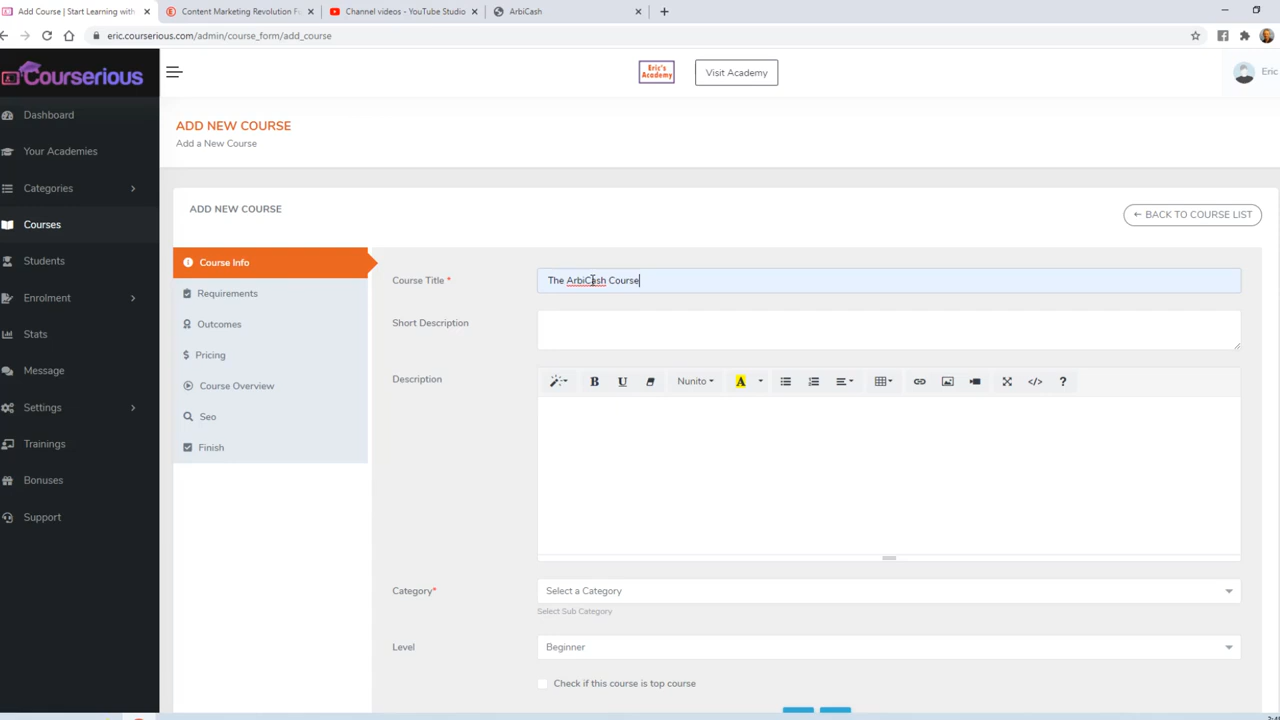 Add Course | Start Learning with
Content Marketing Revolution Fu
Channel videos - YouTube Studio
ArbiCash
eric.courserious.com/admin/course_form/add_course
Courserious
Eric's
Academy
Visit Academy
Eric
Dashboard
Your Academies
Categories
Courses
Students
Enrolment
Stats
Message
Settings
Trainings
Bonuses
Support
ADD NEW COURSE
Add a New Course
ADD NEW COURSE
← BACK TO COURSE LIST
Course Info
Requirements
Outcomes
Pricing
Course Overview
Seo
Finish
Course Title *
The ArbiCash Course
Short Description
Description
B U Nunito A </> ?
Category*
Select a Category
Select Sub Category
Level
Beginner
Check if this course is top course